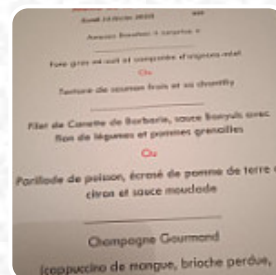 Foie gras mi-cuit et compotée d'oignons-miel
Ou
de saumon frais et sa chantilly
Filet de Canette de Barbarie, sauce Banyuls avec
flan de légumes et pommes grenailles
Ou
Parillade de poisson, écrasé de pomme de terre
citron et sauce mouclade
Champagne Gourmand
(cappuccino de mangue, brioche perdue,